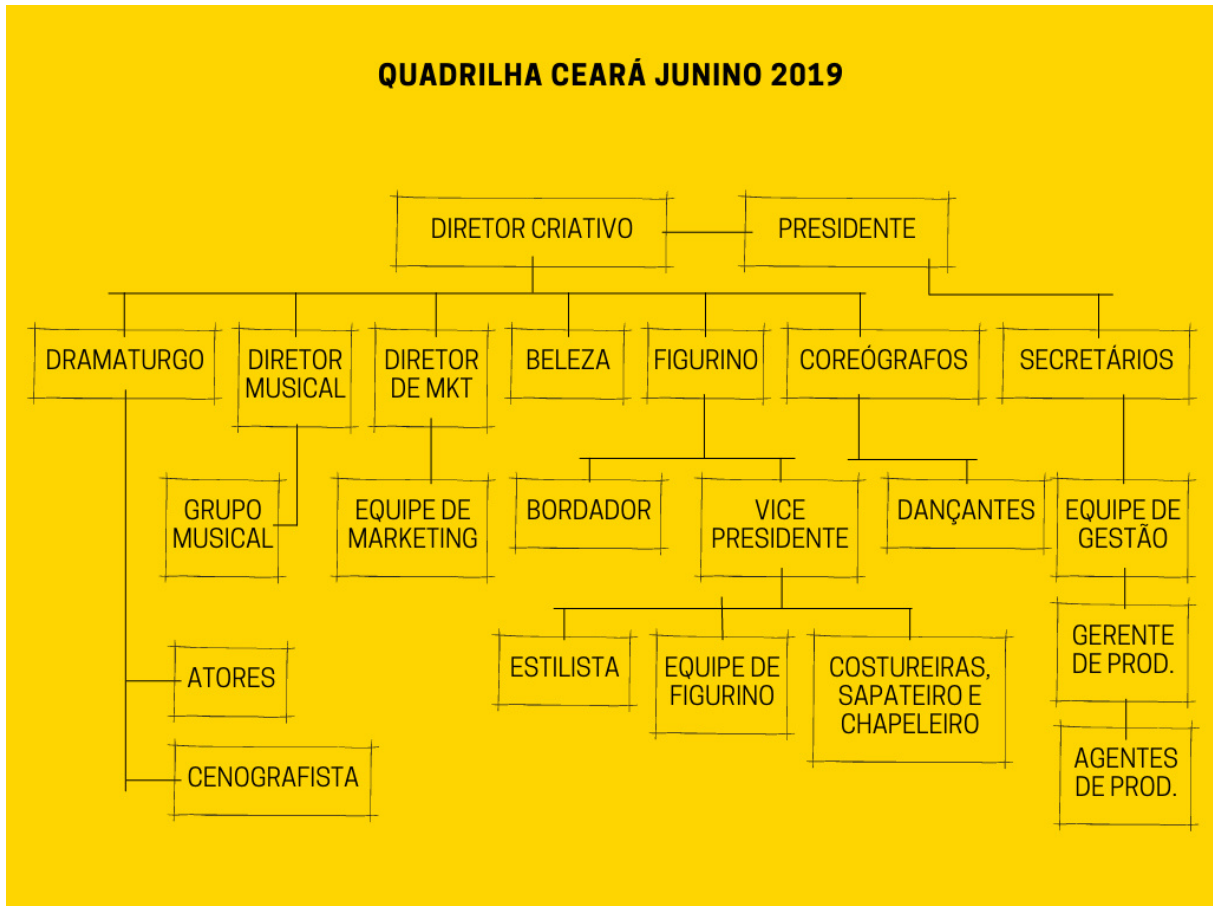 QUADRILHA CEARÁ JUNINO 2019
DIRETOR CRIATIVO
PRESIDENTE
DRAMATURGO
DIRETOR
MUSICAL
DIRETOR
DE MKT
BELEZA
FIGURINO
COREÓGRAFOS
SECRETÁRIOS
GRUPO
MUSICAL
EQUIPE DE
MARKETING
BORDADOR
VICE
PRESIDENTE
DANÇANTES
EQUIPE DE
GESTÃO
ATORES
ESTILISTA
EQUIPE DE
FIGURINO
COSTUREIRAS,
SAPATEIRO E
CHAPELEIRO
GERENTE
DE PROD.
CENOGRAFISTA
AGENTES
DE PROD.